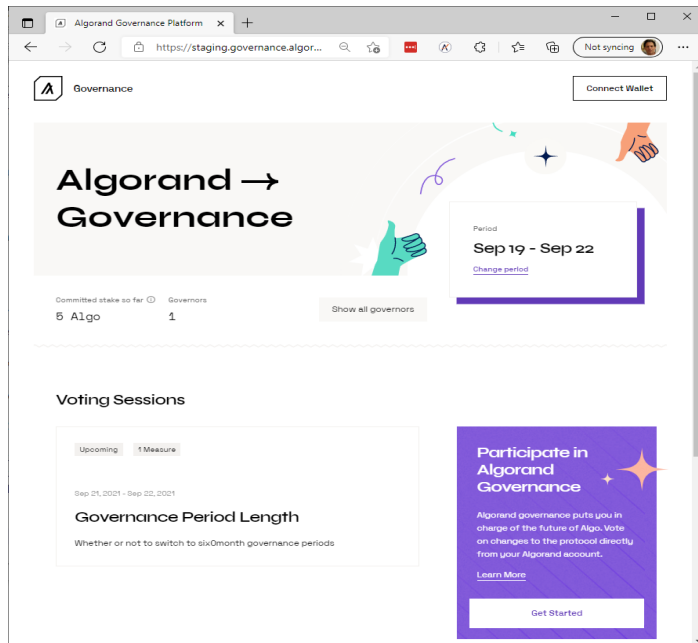 Algorand Governance Platform
https://staging.governance.algor...
Not syncing
Governance
Connect Wallet
Algorand →
Governance
Period
Sep 19 - Sep 22
Change period
Committed stake so far
Governors
5 Algo
1
Show all governors
Voting Sessions
Upcoming
1 Measure
Sep 21, 2021 - Sep 22, 2021
Governance Period Length
Whether or not to switch to six0month governance periods
Participate in
Algorand
Governance
Algorand governance puts you in
charge of the future of Algo. Vote
on changes to the protocol directly
from your Algorand account.
Learn More
Get Started